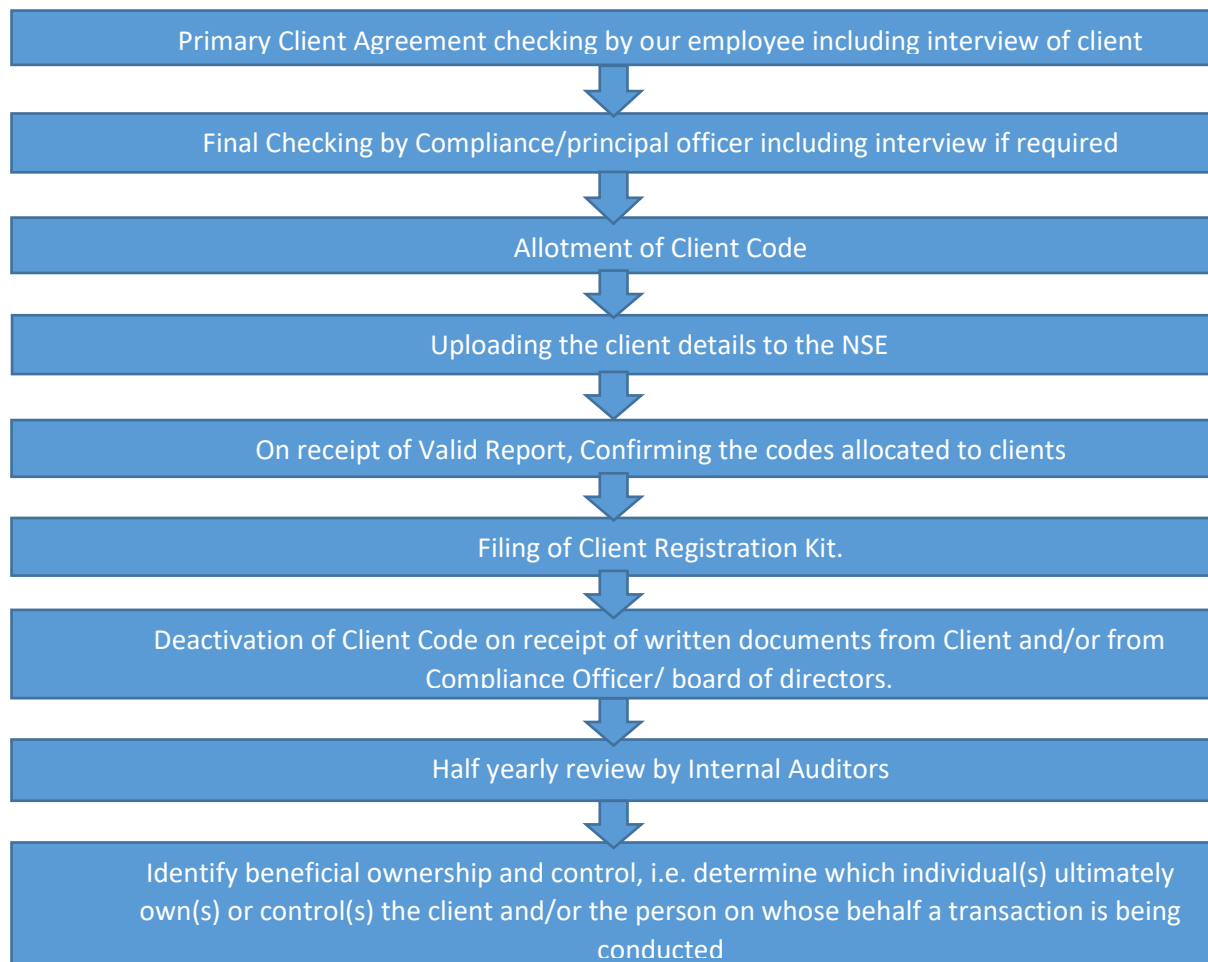 Primary Client Agreement checking by our employee including interview of client
Final Checking by Compliance/principal officer including interview if required
Allotment of Client Code
Uploading the client details to the NSE
On receipt of Valid Report, Confirming the codes allocated to clients
Filing of Client Registration Kit.
Deactivation of Client Code on receipt of written documents from Client and/or from
Compliance Officer/ board of directors.
Half yearly review by Internal Auditors
Identify beneficial ownership and control, i.e. determine which individual(s) ultimately
own(s) or control(s) the client and/or the person on whose behalf a transaction is being
conducted